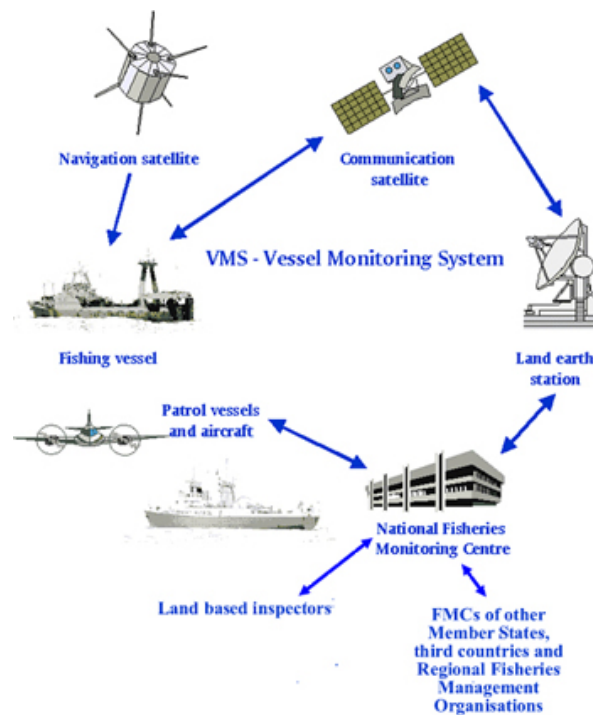 Navigation satellite
Communication
satellite
VMS - Vessel Monitoring System
Fishing vessel
Land earth
station
Patrol vessels
and aircraft
National Fisheries
Monitoring Centre
Land based inspectors
FMCs of other
Member States,
third countries and
Regional Fisheries
Management
Organisations